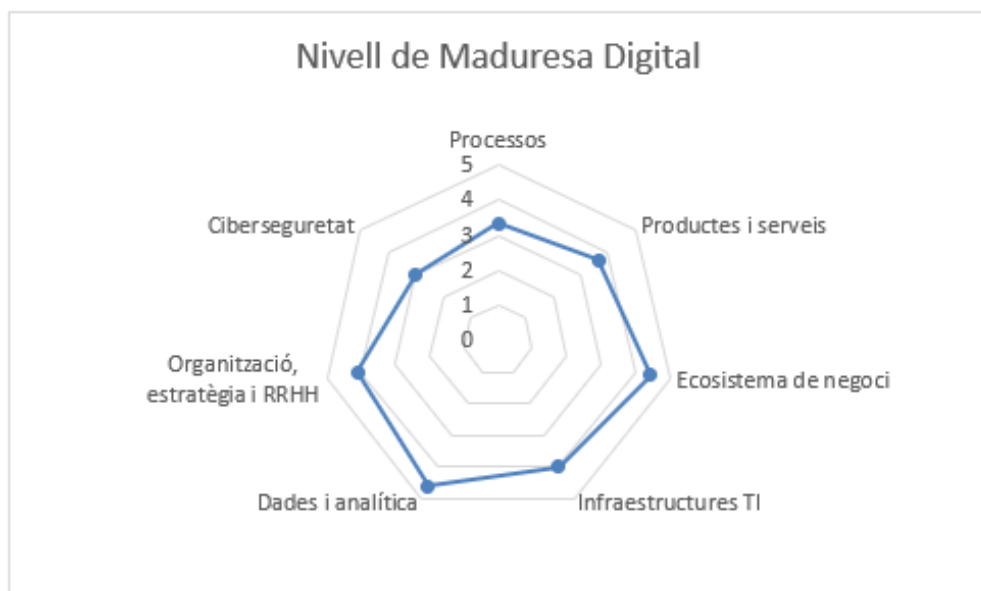 Nivell de Maduresa Digital
Processos
5
4
3
2
1
0
Productes i serveis
Ecosistema de negoci
Infraestructures TI
Dades i analítica
Organització,
estratègia i RRHH
Ciberseguretat